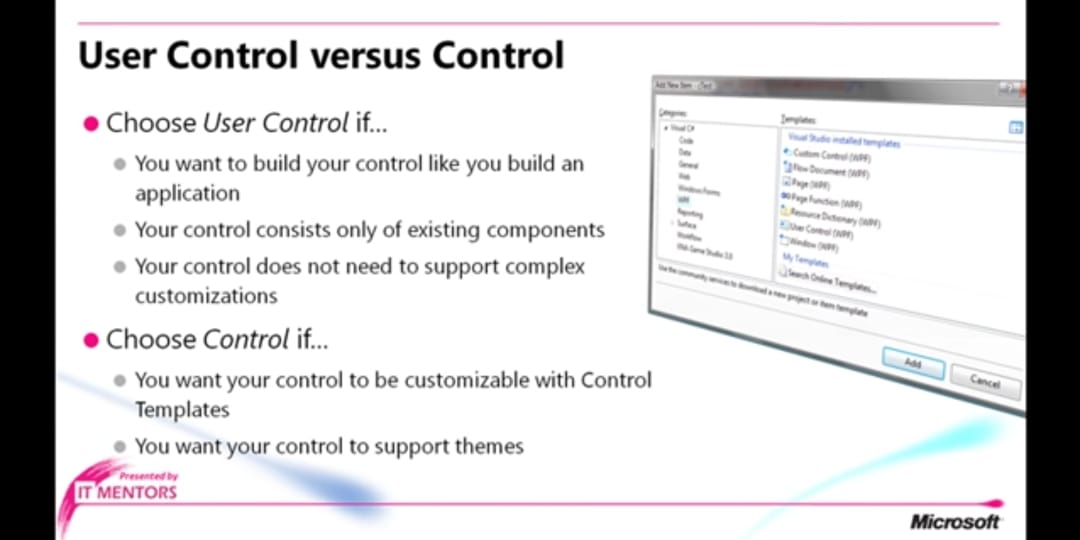 User Control versus Control
Choose User Control if...
You want to build your control like you build an
application
Your control consists only of existing components
Your control does not need to support complex
customizations
Choose Control if...
You want your control to be customizable with Control
Templates
You want your control to support themes
Add New Item -
Categories:
Visual C#
Code
Data
General
Web
Windows Forms
WPF
Reporting
Surface
Workflow
XNA Game Studio 3.0
Templates:
Visual Studio installed templates
Custom Control (WPF)
Flow Document (WPF)
Page (WPF)
Page Function (WPF)
Resource Dictionary (WPF)
User Control (WPF)
Window (WPF)
My Templates
Search Online Templates...
Use the community services to download a new project or item template
Add
Cancel
Presented by
IT MENTORS
Microsoft